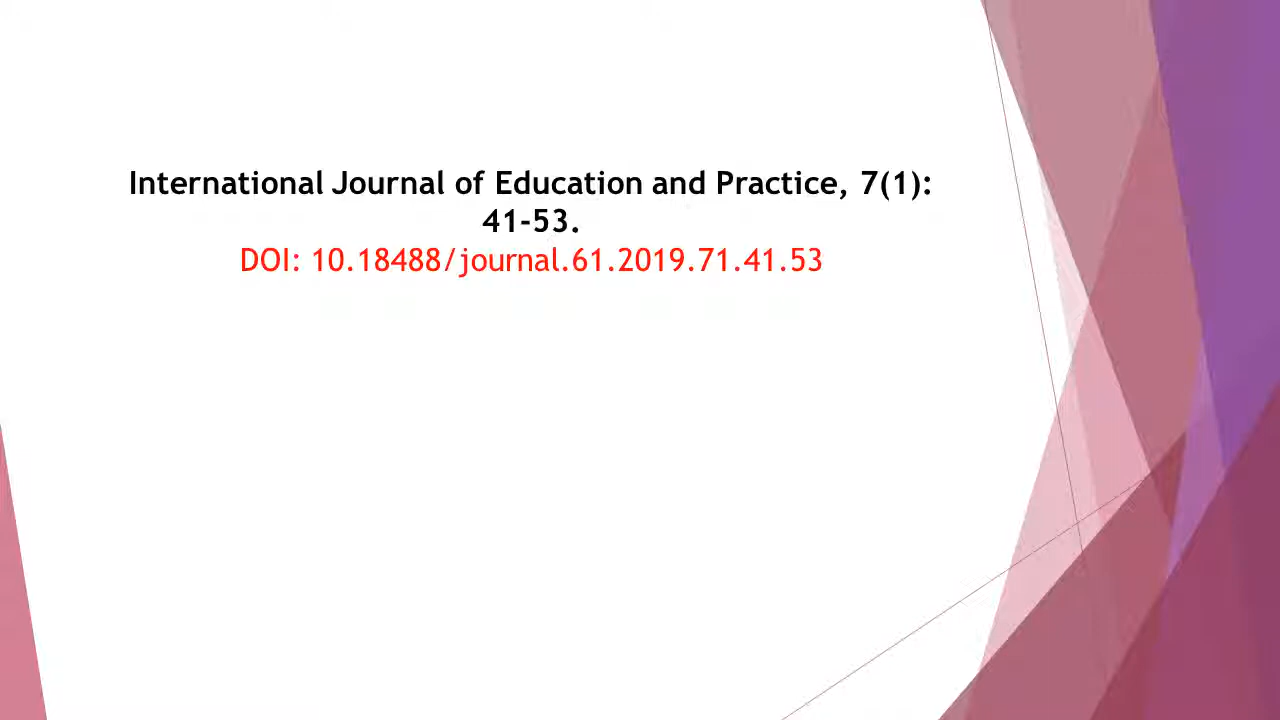 International Journal of Education and Practice, 7(1):
41-53.
DOI: 10.18488/journal.61.2019.71.41.53